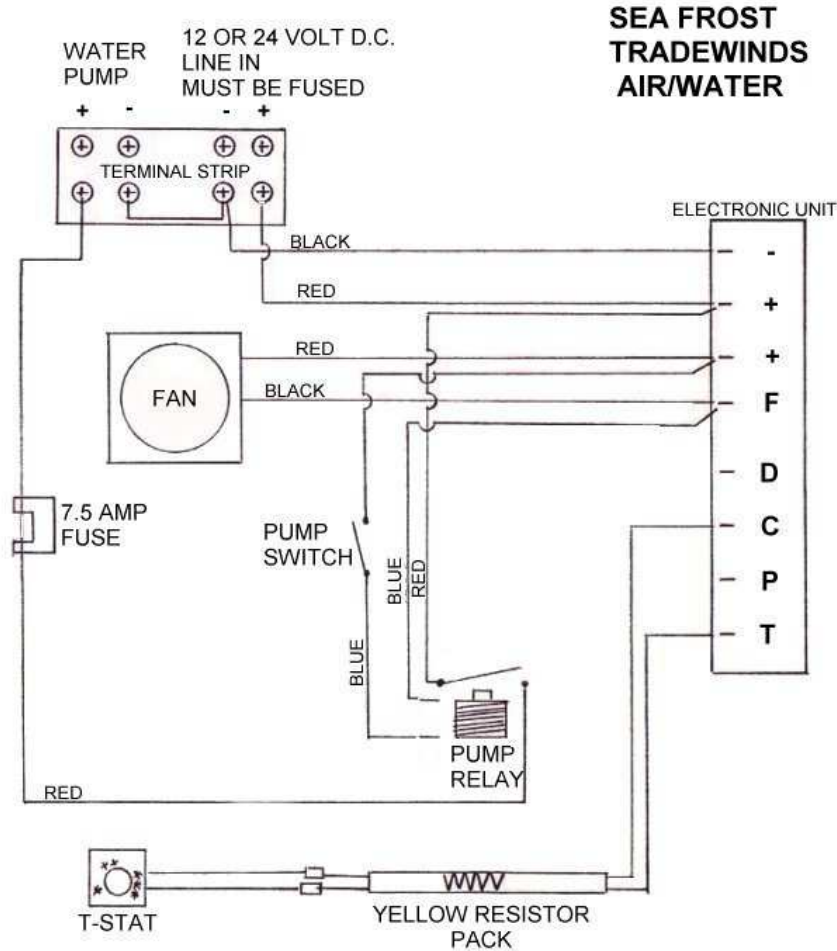 SEA FROST
TRADEWINDS
AIR/WATER
WATER
PUMP
12 OR 24 VOLT D.C.
LINE IN
MUST BE FUSED
+ - - +
TERMINAL STRIP
ELECTRONIC UNIT
BLACK
-
RED
+
RED
+
FAN
BLACK
F
D
7.5 AMP
FUSE
PUMP
SWITCH
C
BLUE
RED
P
BLUE
T
PUMP
RELAY
RED
T-STAT
YELLOW RESISTOR
PACK